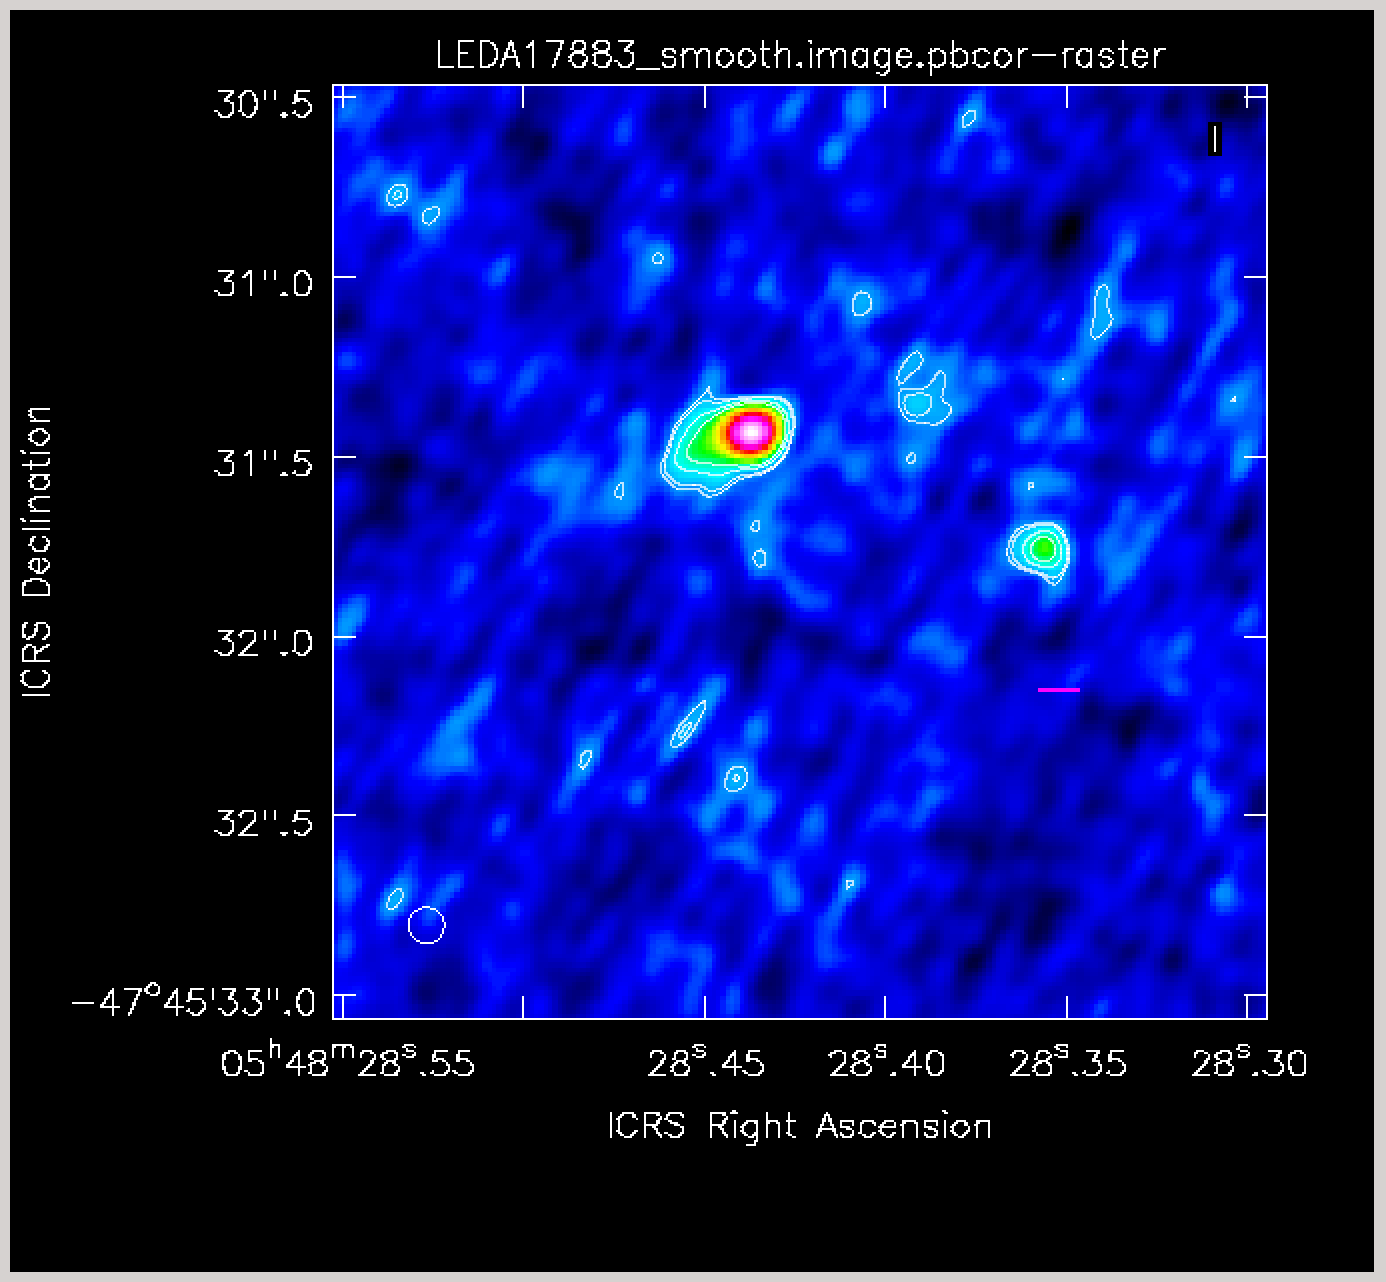 LEDA17883_smooth.image.pbcor-raster
30".5
I
31".0
31".5
ICRS Declination
32".0
32".5
-47°45'33".0
05h48m28s.55
28s.45
28s.40
28s.35
28s.30
ICRS Right Ascension